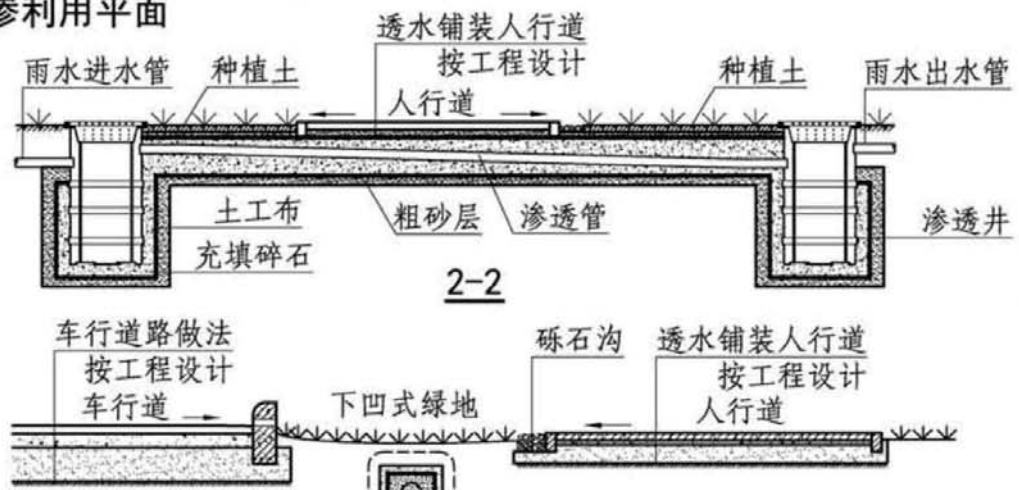 渗利用平面
透水铺装人行道
按工程设计
雨水进水管
种植土
人行道
种植土
雨水出水管
土工布
充填碎石
粗砂层
渗透管
渗透井
2-2
车行道路做法
按工程设计
车行道
下凹式绿地
砾石沟
透水铺装人行道
按工程设计
人行道